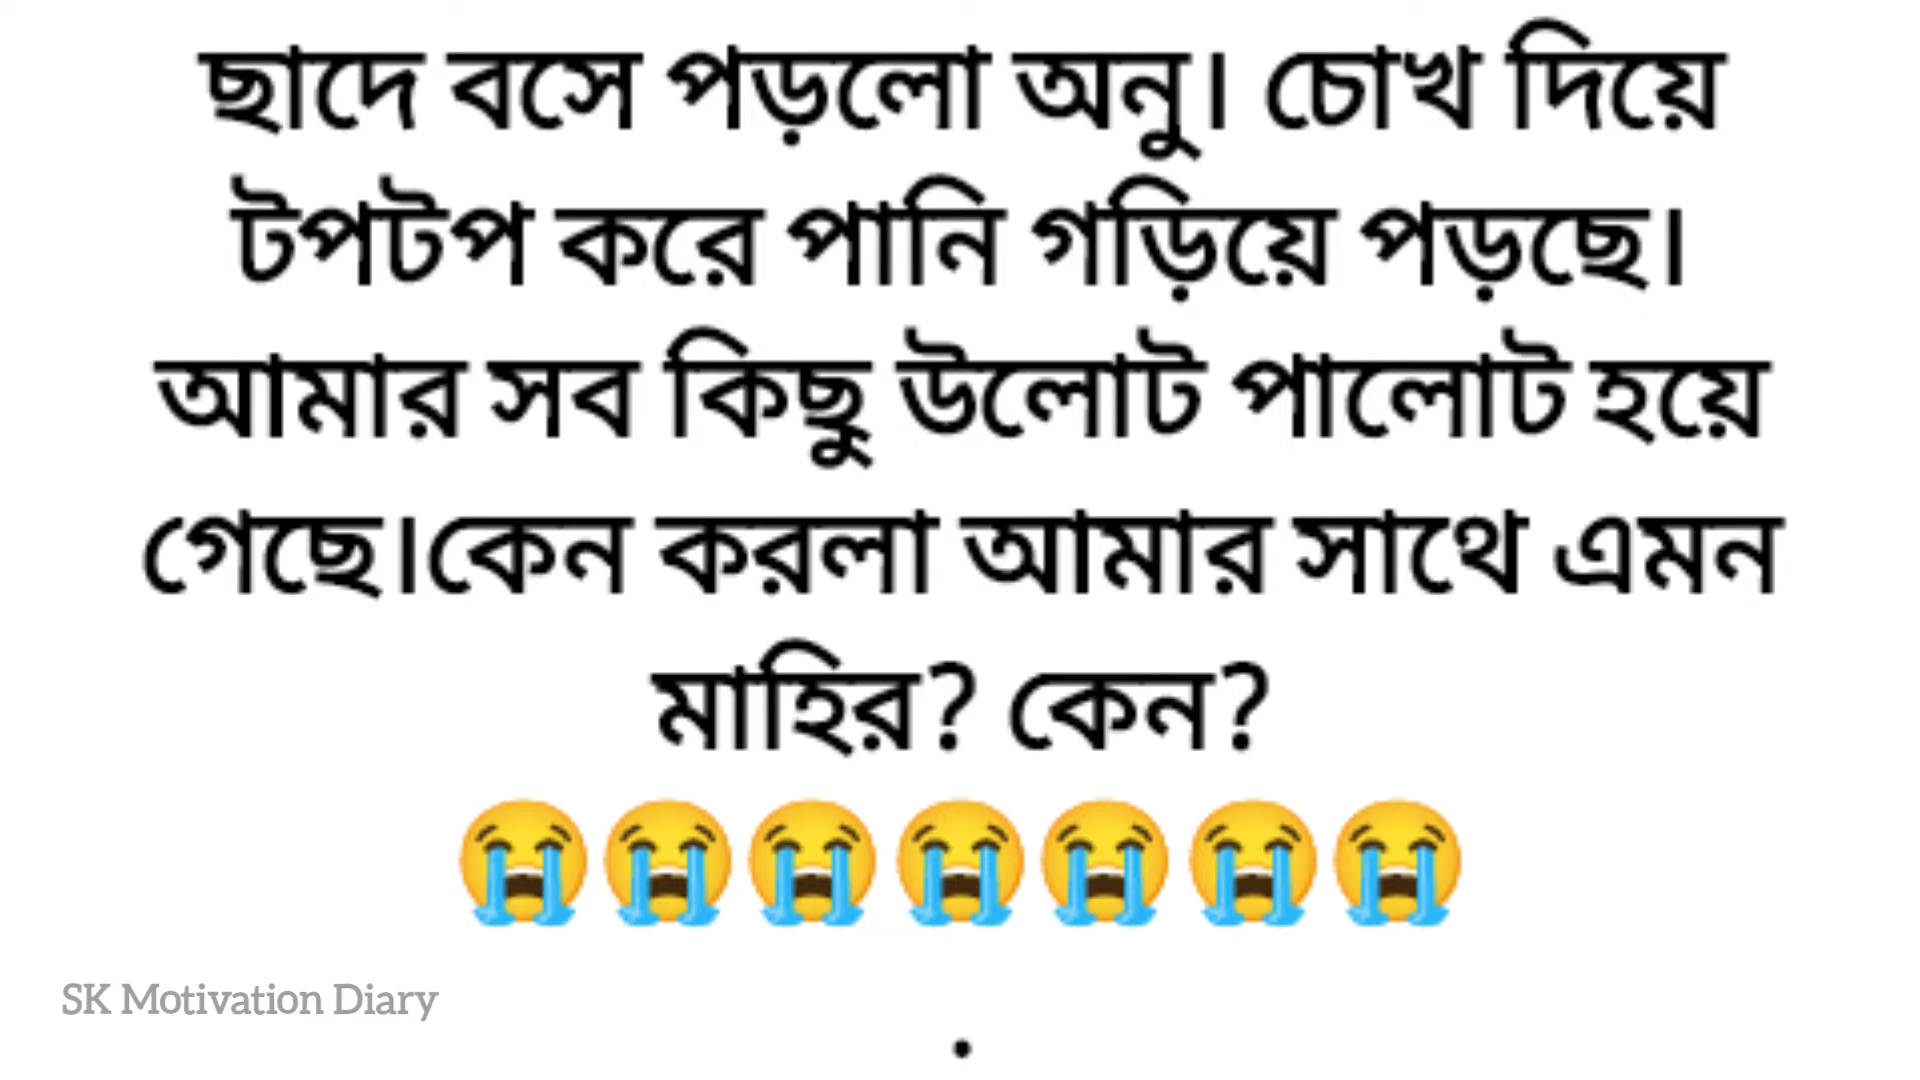 ছাদে বসে পড়লো অনু। চোখ দিয়ে
টপটপ করে পানি গড়িয়ে পড়ছে।
আমার সব কিছু উলোট পালোট হয়ে
গেছে।কেন করলা আমার সাথে এমন
মাহির? কেন?
😭😭😭😭😭😭😭
SK Motivation Diary
.